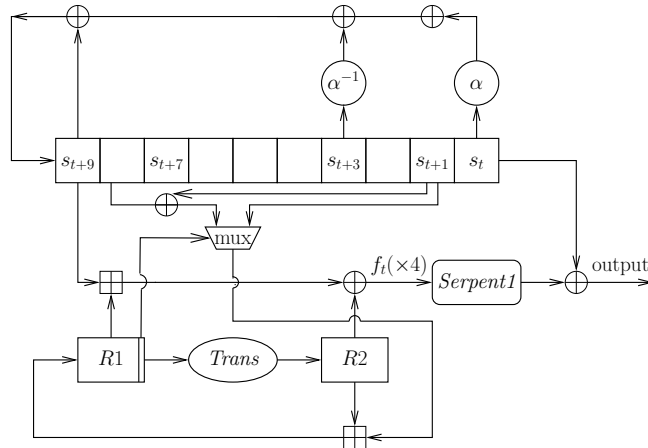 α⁻¹
α
s_{t+9}
s_{t+7}
s_{t+3}
s_{t+1}
s_t
mux
f_t(×4)
Serpent1
output
R1
Trans
R2